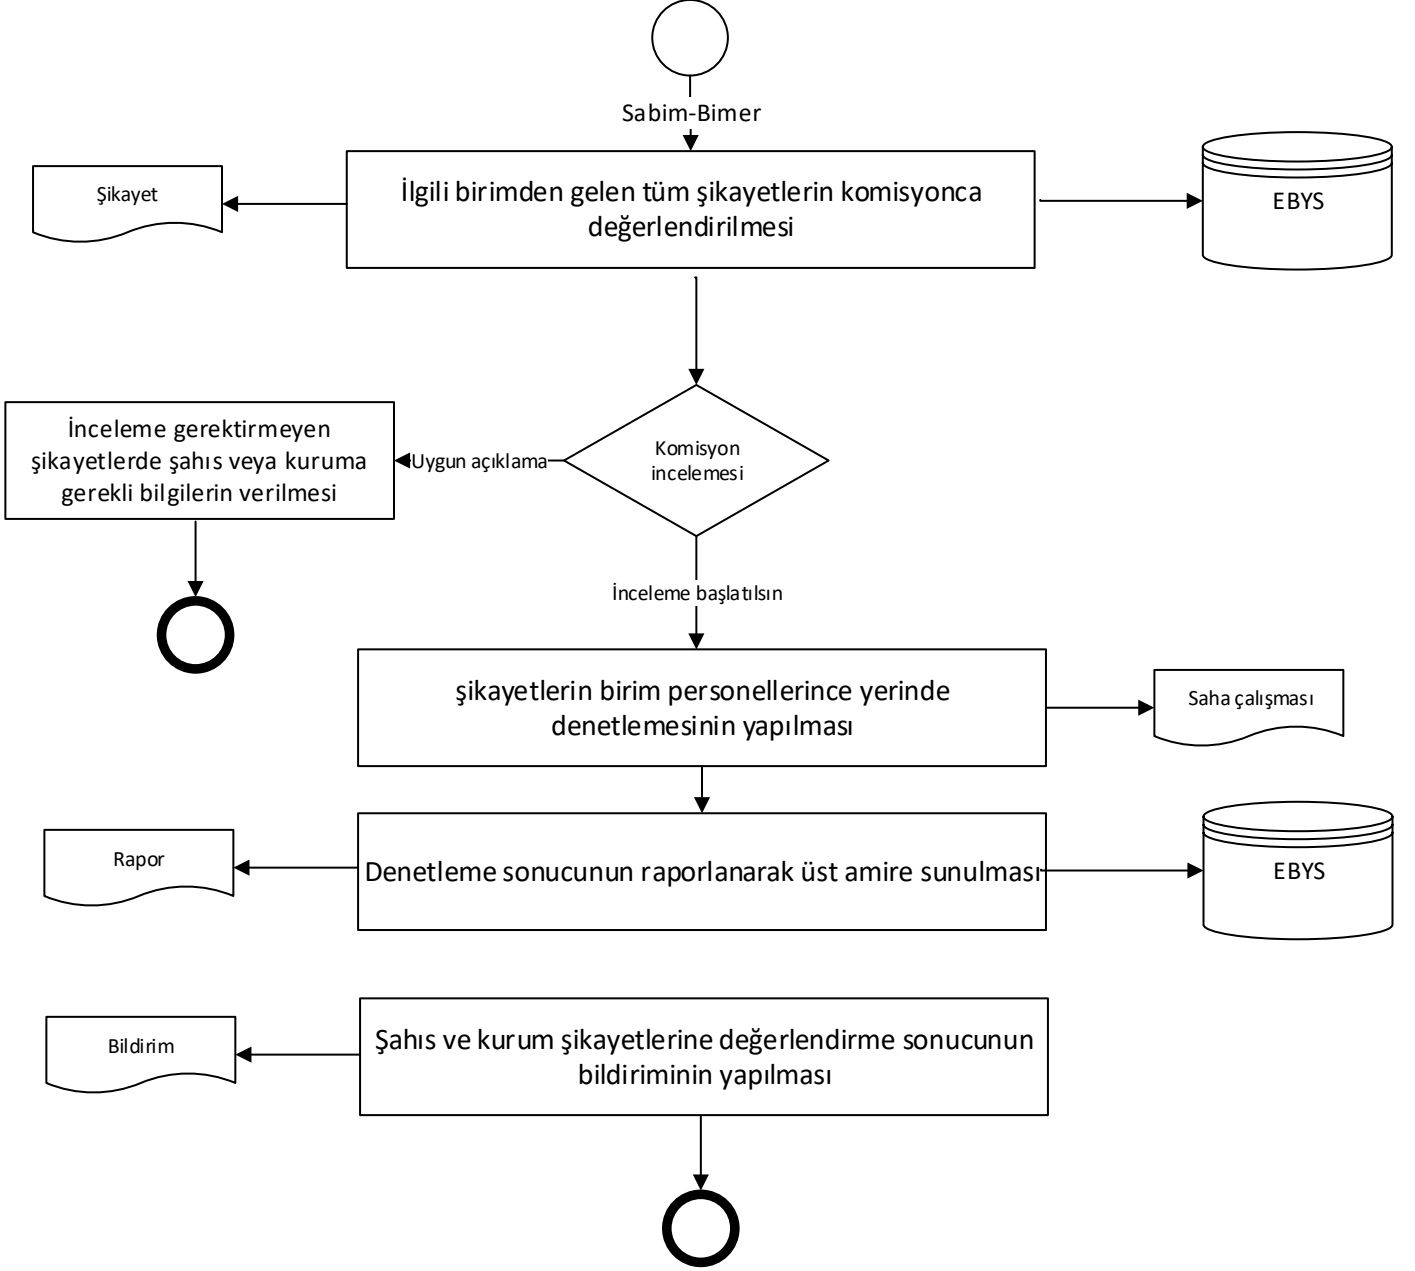 Sabim-Bimer
Şikayet
İlgili birimden gelen tüm şikayetlerin komisyonca
değerlendirilmesi
EBYS
İnceleme gerektirmeyen
şikayetlerde şahıs veya kuruma
gerekli bilgilerin verilmesi
Uygun açıklama
Komisyon
incelemesi
İnceleme başlatılsın
şikayetlerin birim personellerince yerinde
denetlemesinin yapılması
Saha çalışması
Rapor
Denetleme sonucunun raporlanarak üst amire sunulması
EBYS
Bildirim
Şahıs ve kurum şikayetlerine değerlendirme sonucunun
bildiriminin yapılması